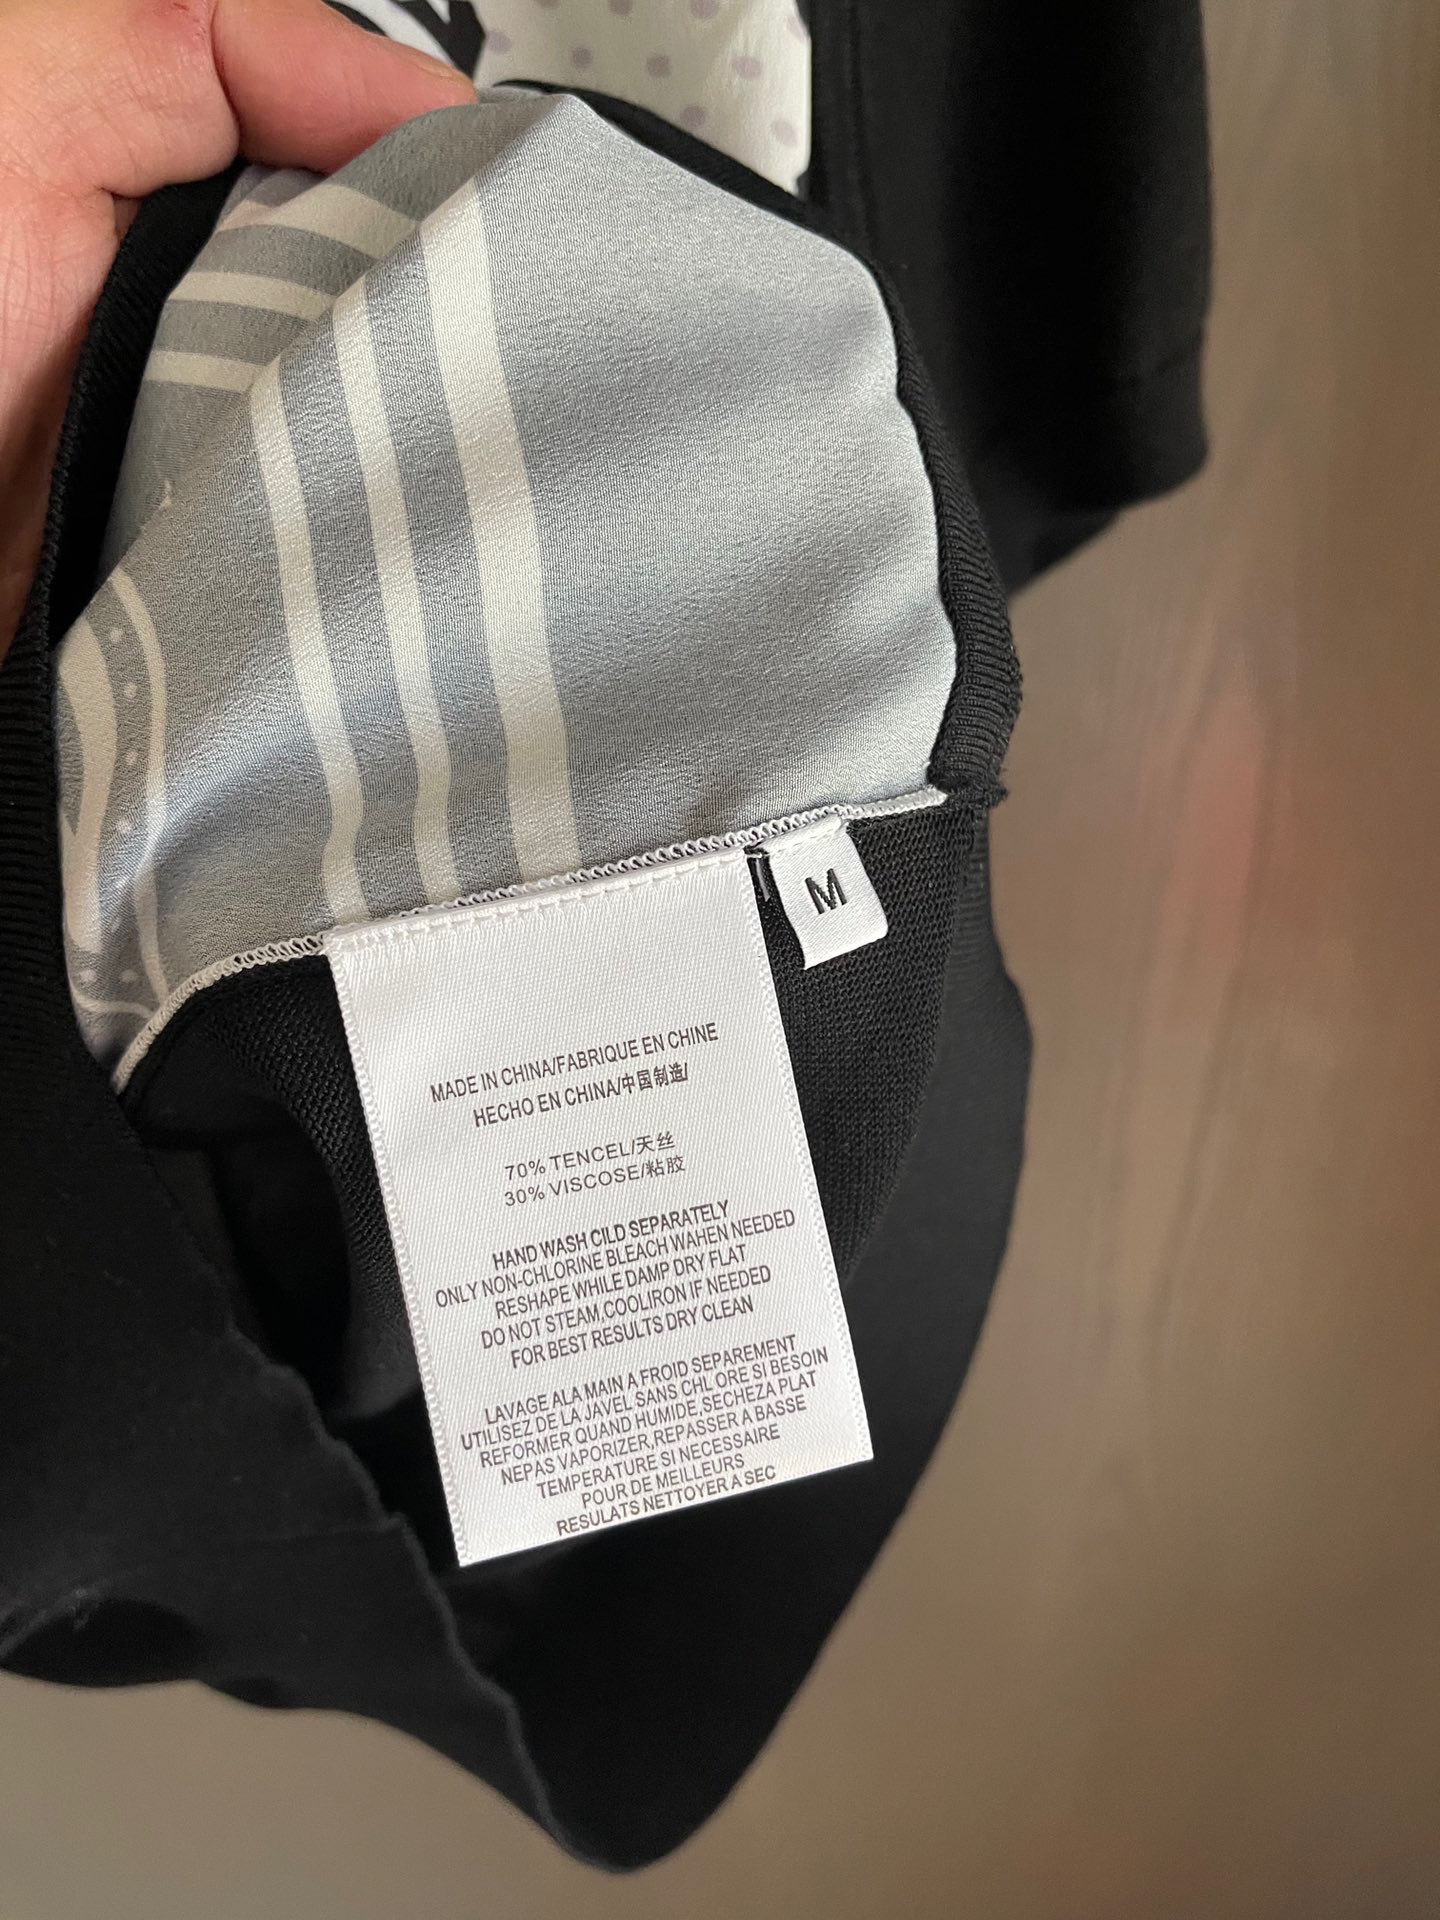 M
MADE IN CHINA/FABRIQUE EN CHINE
HECHO EN CHINA/中国制造/
70% TENCEL/天丝
30% VISCOSE/粘胶
HAND WASH CILD SEPARATELY
ONLY NON-CHLORINE BLEACH WAHEN NEEDED
RESHAPE WHILE DAMP DRY FLAT
DO NOT STEAM,COOLIRON IF NEEDED
FOR BEST RESULTS DRY CLEAN
LAVAGE ALA MAIN A FROID SEPAREMENT
UTILISEZ DE LA JAVEL SANS CHL ORE SI BESOIN
REFORMER QUAND HUMIDE,SECHEZA PLAT
NEPAS VAPORIZER,REPASSER A BASSE
TEMPERATURE SI NECESSAIRE
POUR DE MEILLEURS
RESULATS NETTOYER A SEC